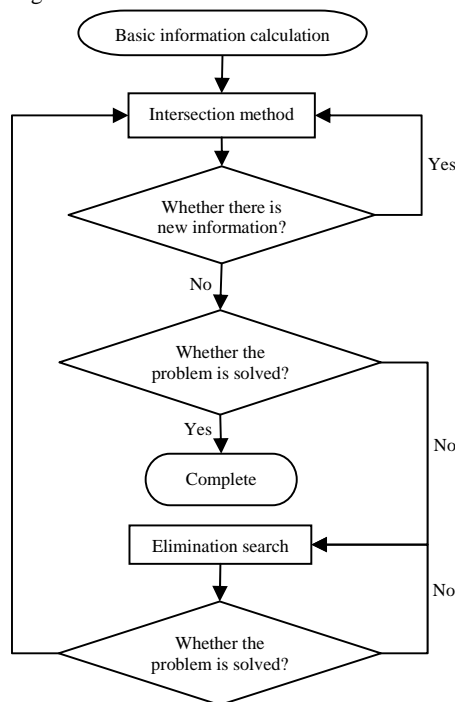 Basic information calculation
Intersection method
Yes
Whether there is
new information?
No
Whether the
problem is solved?
Yes
No
Complete
Elimination search
No
Whether the
problem is solved?